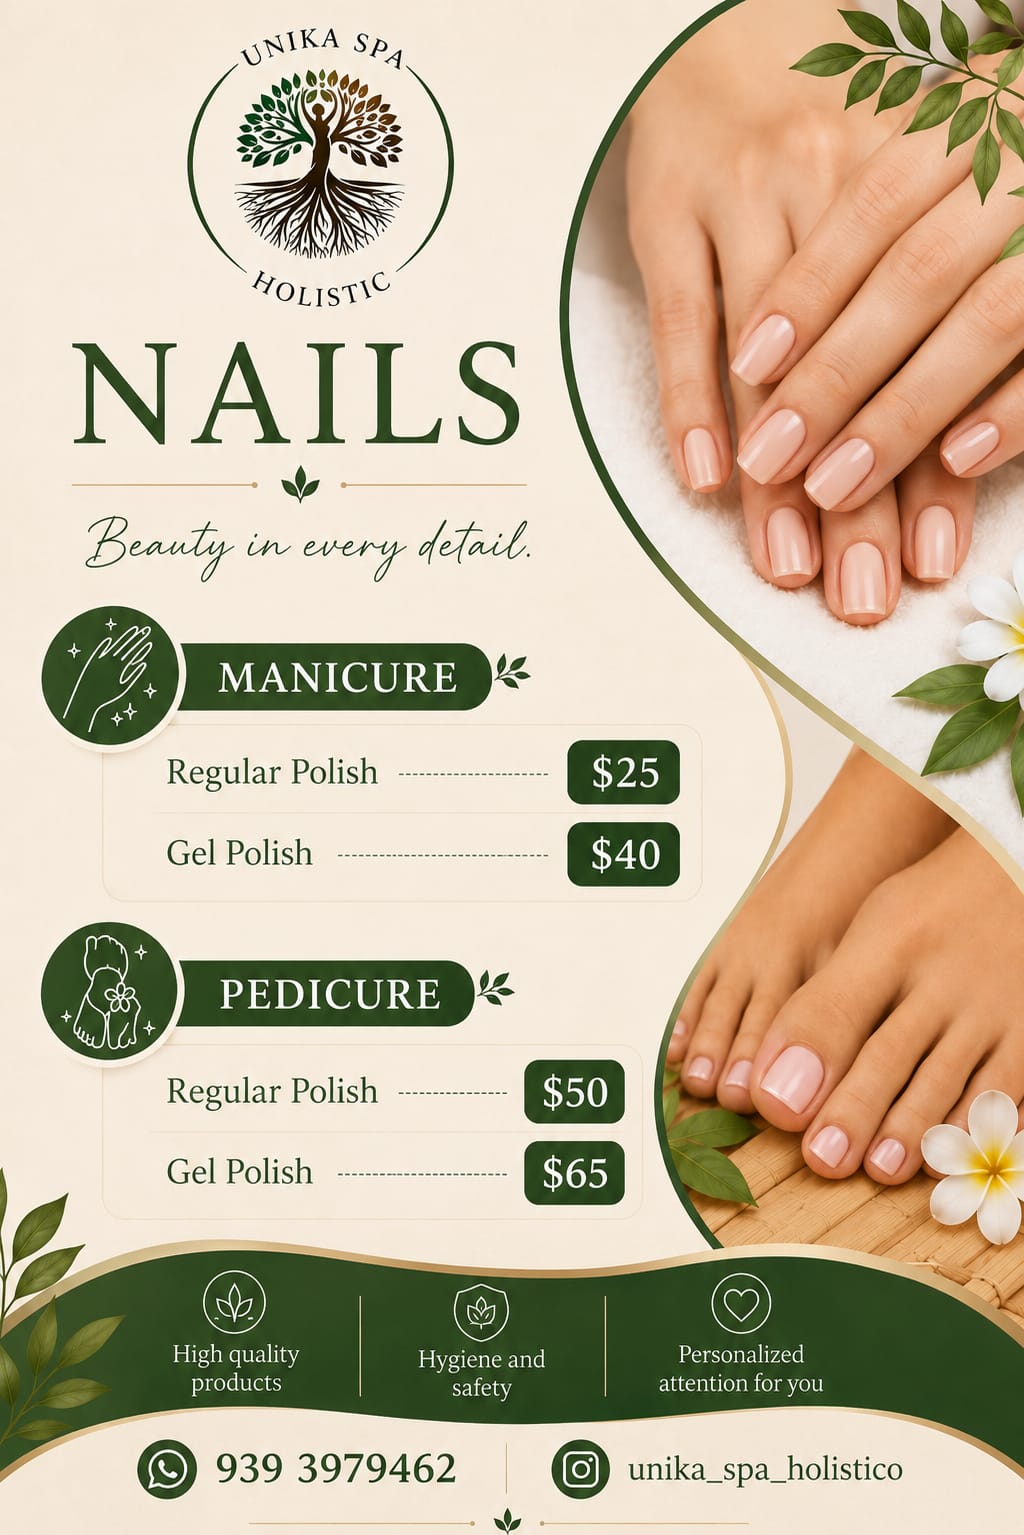 UNIKA SPA
HOLISTIC
NAILS
Beauty in every detail.
MANICURE
Regular Polish $25
Gel Polish $40
PEDICURE
Regular Polish $50
Gel Polish $65
High quality
products
Hygiene and
safety
Personalized
attention for you
939 3979462
unika_spa_holistico